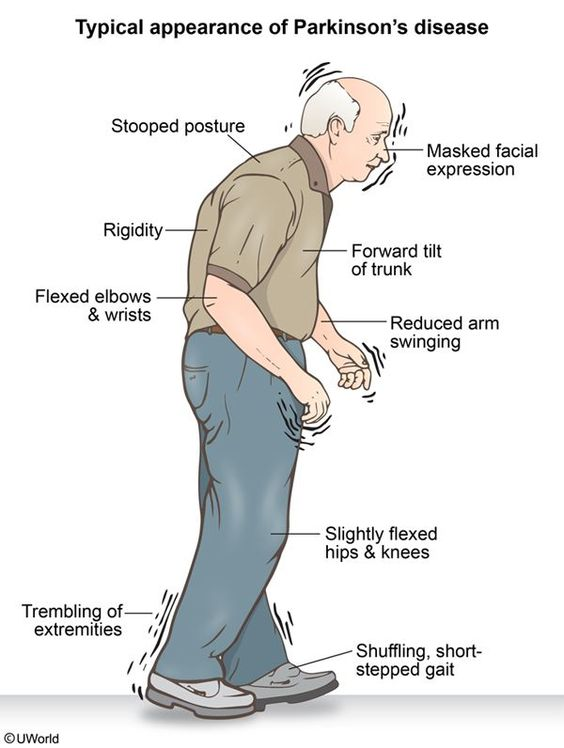 Typical appearance of Parkinson's disease
Stooped posture
Masked facial
expression
Rigidity
Forward tilt
of trunk
Flexed elbows
& wrists
Reduced arm
swinging
Slightly flexed
hips & knees
Trembling of
extremities
Shuffling, short-
stepped gait
©UWorld